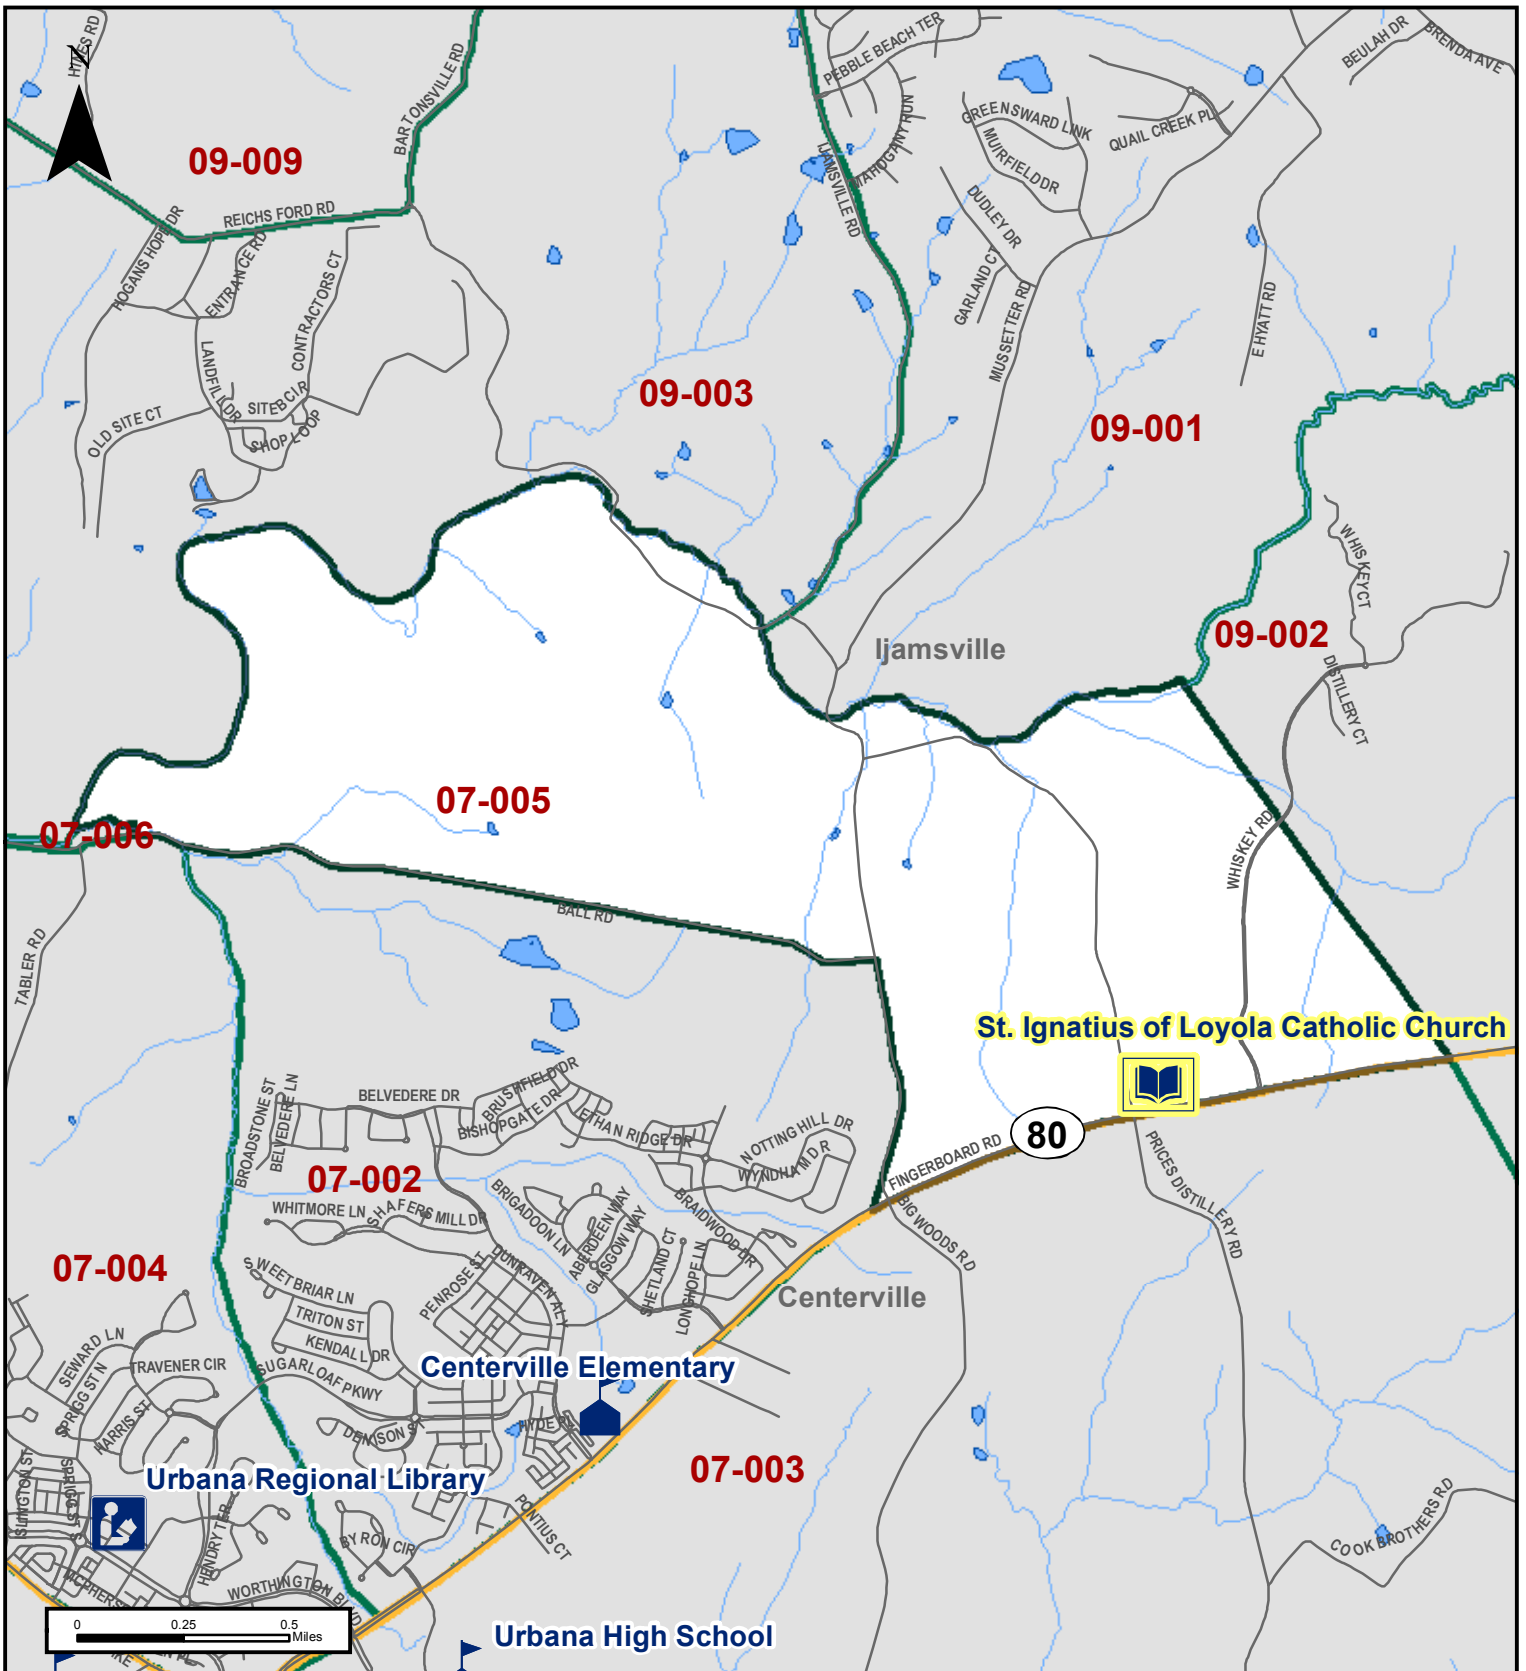 HINES RD
N
BARTONSVILLE RD
PEBBLE BEACH TER
BEULAH DR
BRENDA AVE
09-009
MAHOGANY RUN
GREENSWARD LINK
QUAIL CREEK PL
MUIRFIELD DR
IJAMSVILLE RD
REICHS FORD RD
HOGANS HOPE DR
ENTRANCE RD
CONTRACTORS CT
DUDLEY DR
GARLAND CT
MUSSETTER RD
E HYATT RD
LANDFILL DR
SITE B CIR
OLD SITE CT
SHOP LOOP
09-003
09-001
WHISKEY CT
09-002
Ijamsville
DISTILLERY CT
07-005
07-006
WHISKEY RD
BALL RD
TABLER RD
St. Ignatius of Loyola Catholic Church
BROADSTONE ST
BELVEDERE LN
BELVEDERE DR
BRUSHFIELD DR
BISHOPGATE DR
ETHAN RIDGE DR
NOTTING HILL DR
WYNDHAM DR
80
FINGERBOARD RD
PRICES DISTILLERY RD
07-002
WHITMORE LN
SHAFERS MILL DR
BRIGADOON LN
ABERDEEN WAY
GLASGOW WAY
SHETLAND CT
LONGHOPE LN
BRAIDWOOD DR
BIG WOODS RD
07-004
SWEETBRIAR LN
PENROSE ST
DUNRAVEN ALY
Centerville
TRITON ST
KENDALL DR
SEWARD LN
SPRIGG ST N
TRAVENER CIR
HARRIS ST
SUGARLOAF PKWY
Centerville Elementary
DENISON ST
HYDE PL
07-003
SPRIGG ST S
Urbana Regional Library
HENDRY TER
BYRON CIR
PONTIUS CT
COOK BROTHERS RD
WORTHINGTON BLVD
0 0.25 0.5
Miles
Urbana High School